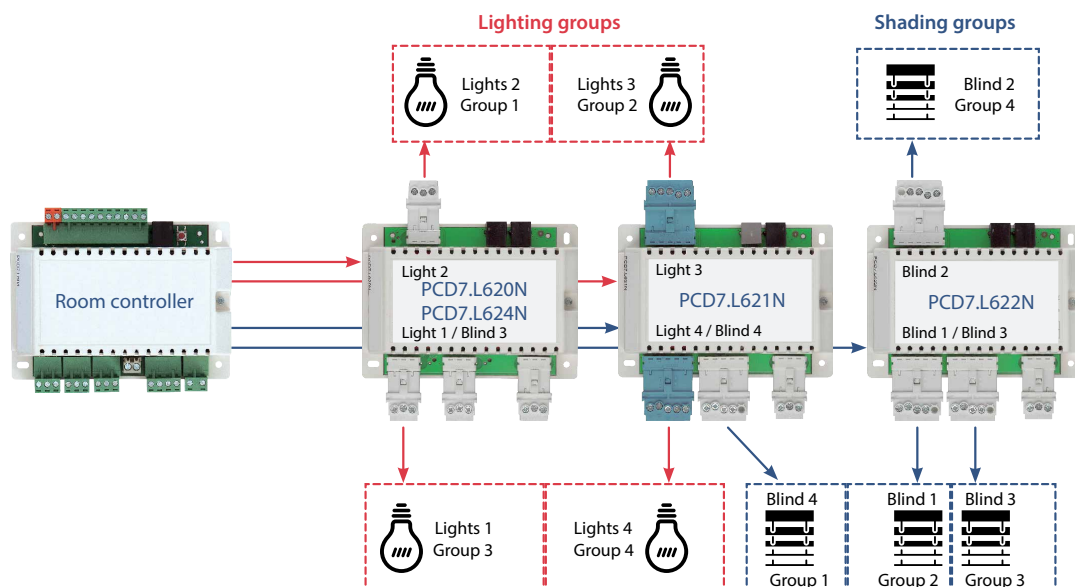 Lighting groups
Shading groups
Lights 2
Group 1
Lights 3
Group 2
Blind 2
Group 4
Room controller
Light 2
PCD7.L620N
PCD7.L624N
Light 1 / Blind 3
Light 3
PCD7.L621N
Light 4 / Blind 4
Blind 2
PCD7.L622N
Blind 1 / Blind 3
Lights 1
Group 3
Lights 4
Group 4
Blind 4
Group 1
Blind 1
Group 2
Blind 3
Group 3